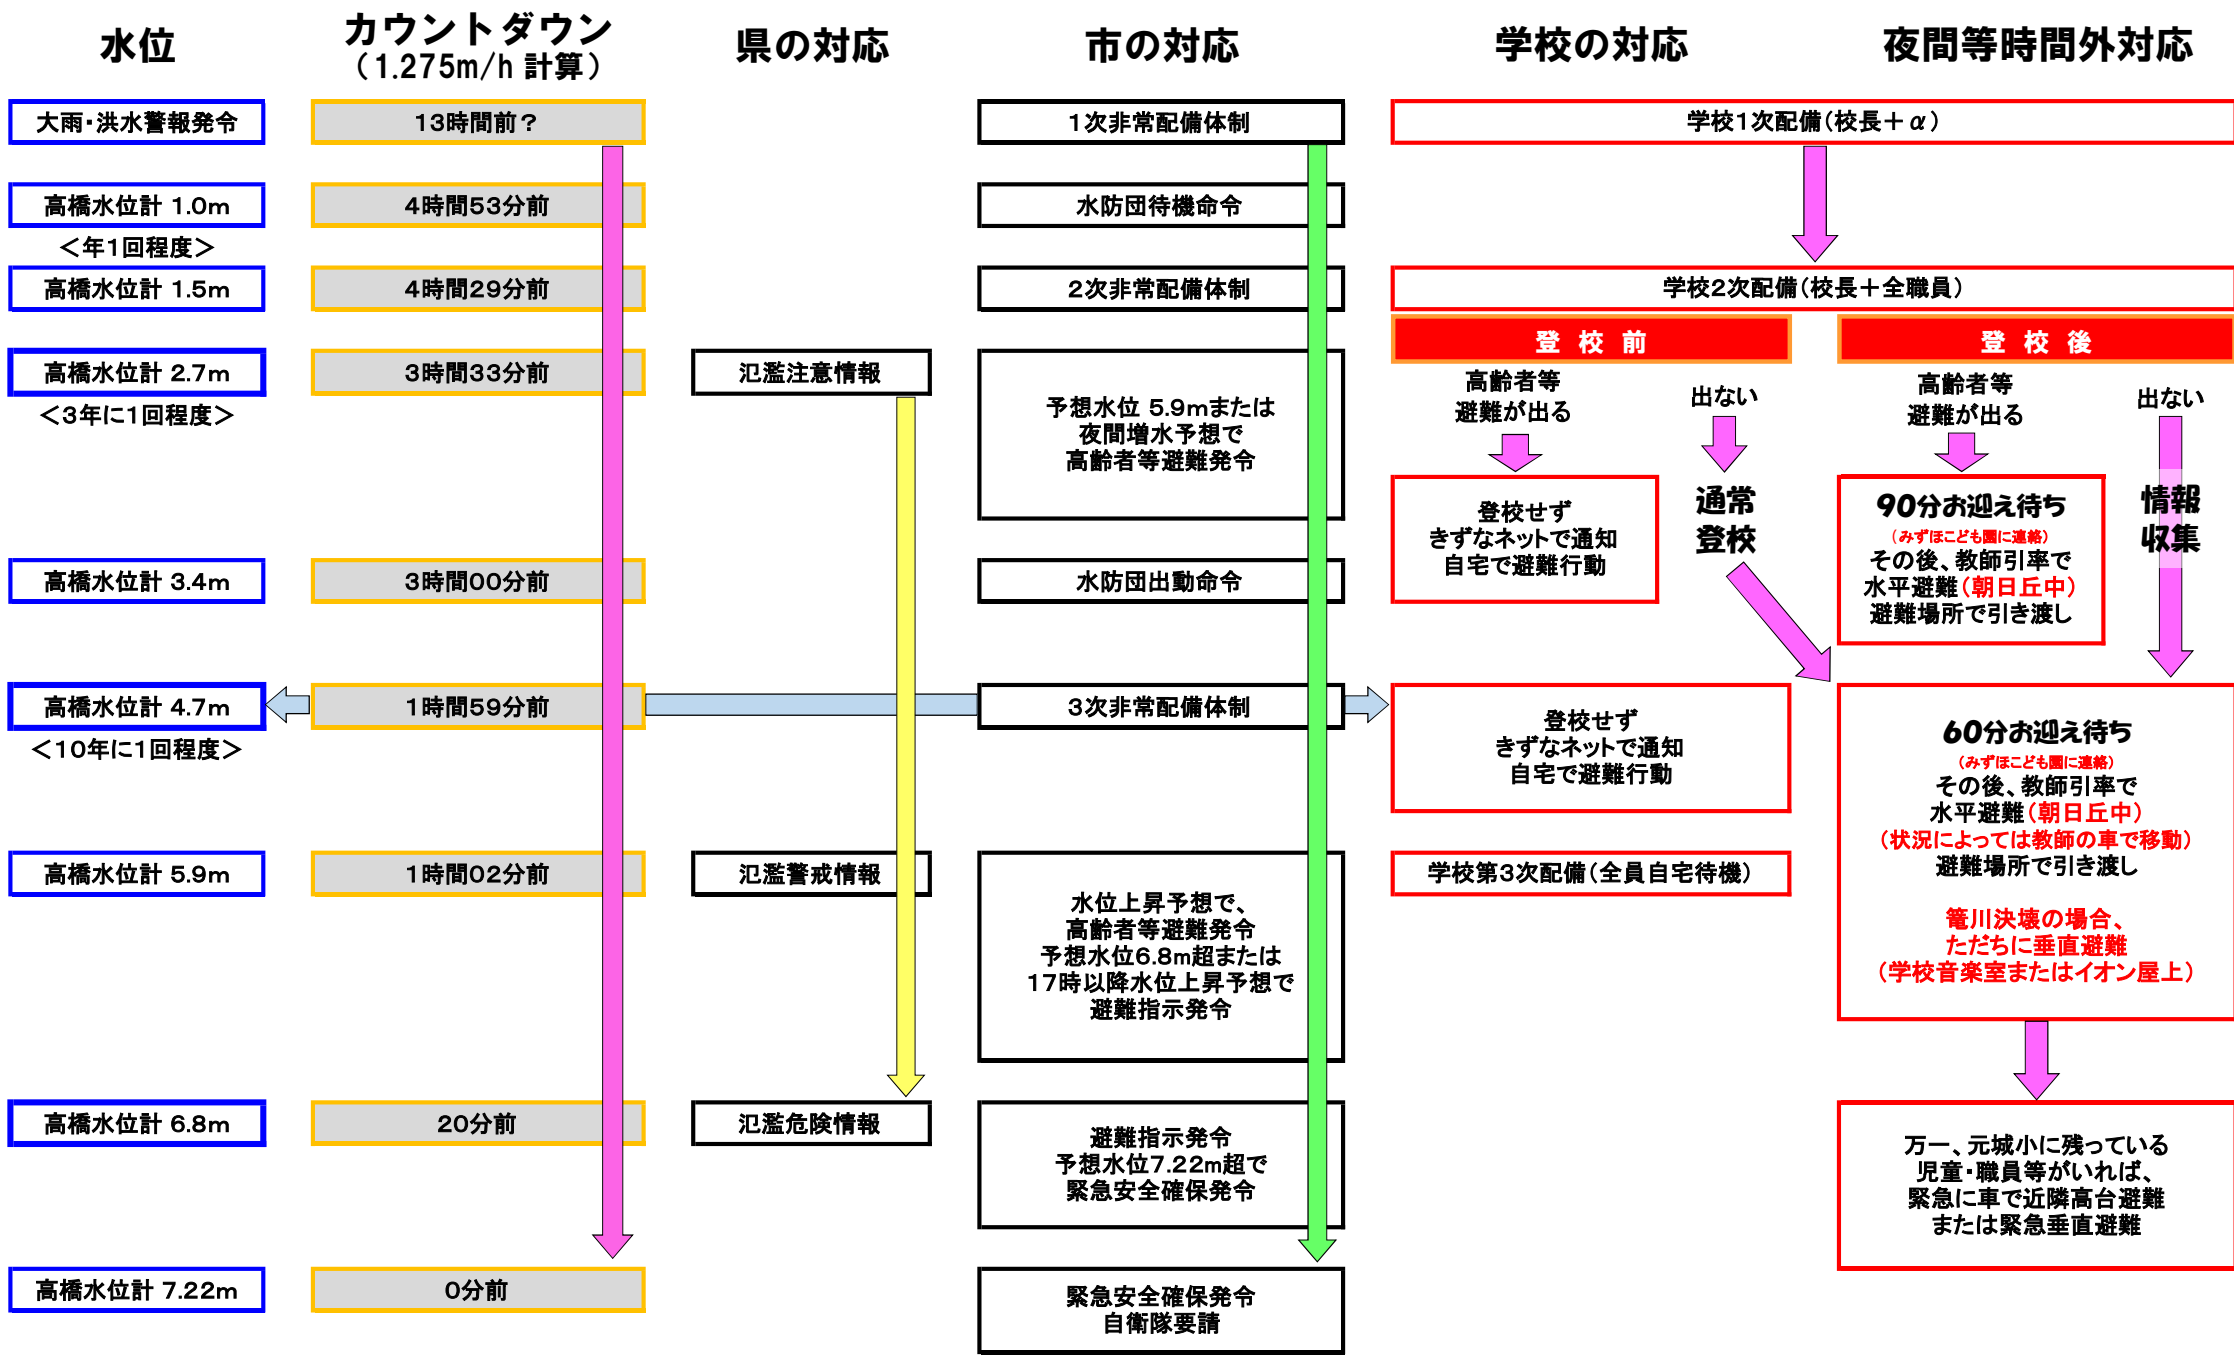 水位
カウントダウン
（1.275m/h 計算）
県の対応
市の対応
学校の対応
夜間等時間外対応
大雨・洪水警報発令
13時間前？
1次非常配備体制
学校1次配備（校長＋α）
高橋水位計 1.0m
4時間53分前
水防団待機命令
＜年1回程度＞
高橋水位計 1.5m
4時間29分前
2次非常配備体制
学校2次配備（校長＋全職員）
登校前
登校後
高橋水位計 2.7m
3時間33分前
氾濫注意情報
＜3年に1回程度＞
予想水位 5.9mまたは
夜間増水予想で
高齢者等避難発令
高齢者等
避難が出る
出ない
高齢者等
避難が出る
出ない
登校せず
きずなネットで通知
自宅で避難行動
通常
登校
90分お迎え待ち
（みずほこども園に連絡）
その後、教師引率で
水平避難（朝日丘中）
避難場所で引き渡し
情報
収集
高橋水位計 3.4m
3時間00分前
水防団出動命令
高橋水位計 4.7m
1時間59分前
3次非常配備体制
＜10年に1回程度＞
登校せず
きずなネットで通知
自宅で避難行動
60分お迎え待ち
（みずほこども園に連絡）
その後、教師引率で
水平避難（朝日丘中）
（状況によっては教師の車で移動）
避難場所で引き渡し
篭川決壊の場合、
ただちに垂直避難
（学校音楽室またはイオン屋上）
高橋水位計 5.9m
1時間02分前
氾濫警戒情報
水位上昇予想で、
高齢者等避難発令
予想水位6.8m超または
17時以降水位上昇予想で
避難指示発令
学校第3次配備（全員自宅待機）
高橋水位計 6.8m
20分前
氾濫危険情報
避難指示発令
予想水位7.22m超で
緊急安全確保発令
万一、元城小に残っている
児童・職員等がいれば、
緊急に車で近隣高台避難
または緊急垂直避難
高橋水位計 7.22m
0分前
緊急安全確保発令
自衛隊要請